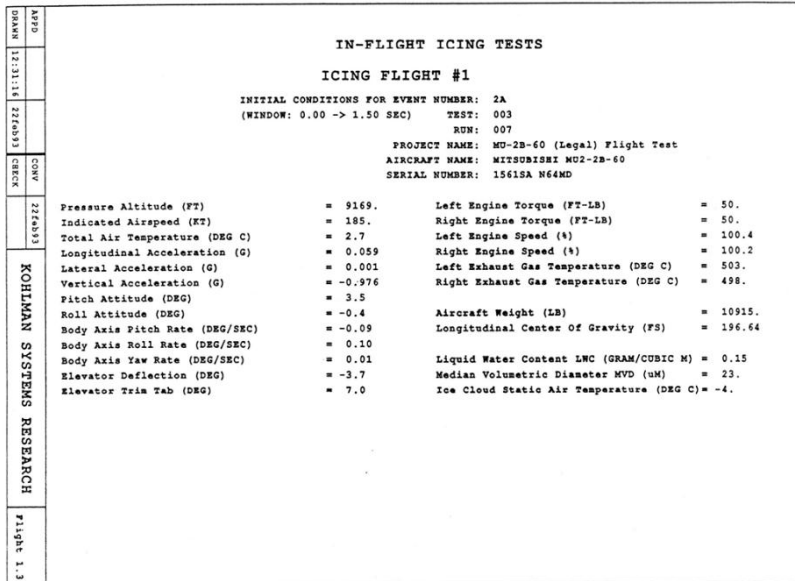 IN-FLIGHT ICING TESTS
ICING FLIGHT #1
INITIAL CONDITIONS FOR EVENT NUMBER: 2A
(WINDOW: 0.00 -> 1.50 SEC) TEST: 003
RUN: 007
PROJECT NAME: MU-2B-60 (Legal) Flight Test
AIRCRAFT NAME: MITSUBISHI MU2-2B-60
SERIAL NUMBER: 1561SA N64MD
Pressure Altitude (FT) = 9169.
Indicated Airspeed (KT) = 185.
Total Air Temperature (DEG C) = 2.7
Longitudinal Acceleration (G) = 0.059
Lateral Acceleration (G) = 0.001
Vertical Acceleration (G) = -0.976
Pitch Attitude (DEG) = 3.5
Roll Attitude (DEG) = -0.4
Body Axis Pitch Rate (DEG/SEC) = -0.09
Body Axis Roll Rate (DEG/SEC) = 0.10
Body Axis Yaw Rate (DEG/SEC) = 0.01
Elevator Deflection (DEG) = -3.7
Elevator Trim Tab (DEG) = 7.0
Left Engine Torque (FT-LB) = 50.
Right Engine Torque (FT-LB) = 50.
Left Engine Speed (%) = 100.4
Right Engine Speed (%) = 100.2
Left Exhaust Gas Temperature (DEG C) = 503.
Right Exhaust Gas Temperature (DEG C) = 498.
Aircraft Weight (LB) = 10915.
Longitudinal Center Of Gravity (FS) = 196.64
Liquid Water Content LWC (GRAM/CUBIC M) = 0.15
Median Volumetric Diameter MVD (uM) = 23.
Ice Cloud Static Air Temperature (DEG C)= -4.
APPD CONV 22feb93
DRAWN 12:31:16 22feb93 CHECK
KOHLMAN SYSTEMS RESEARCH
Flight 1.3